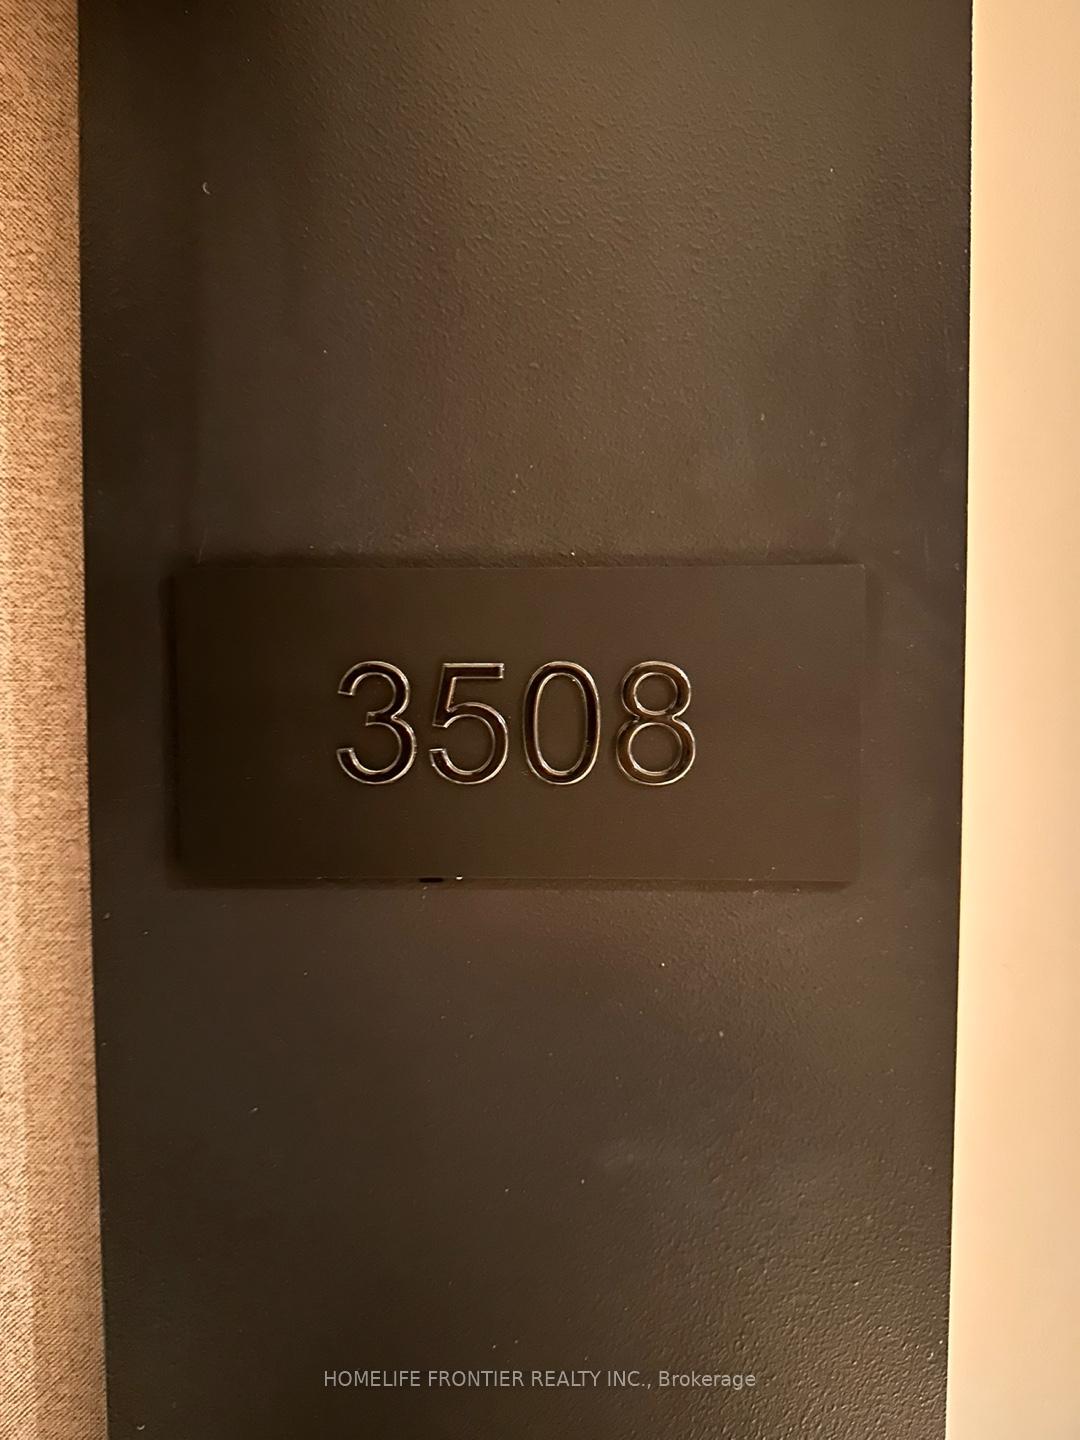 3508
HOMELIFE FRONTIER REALTY INC., Brokerage